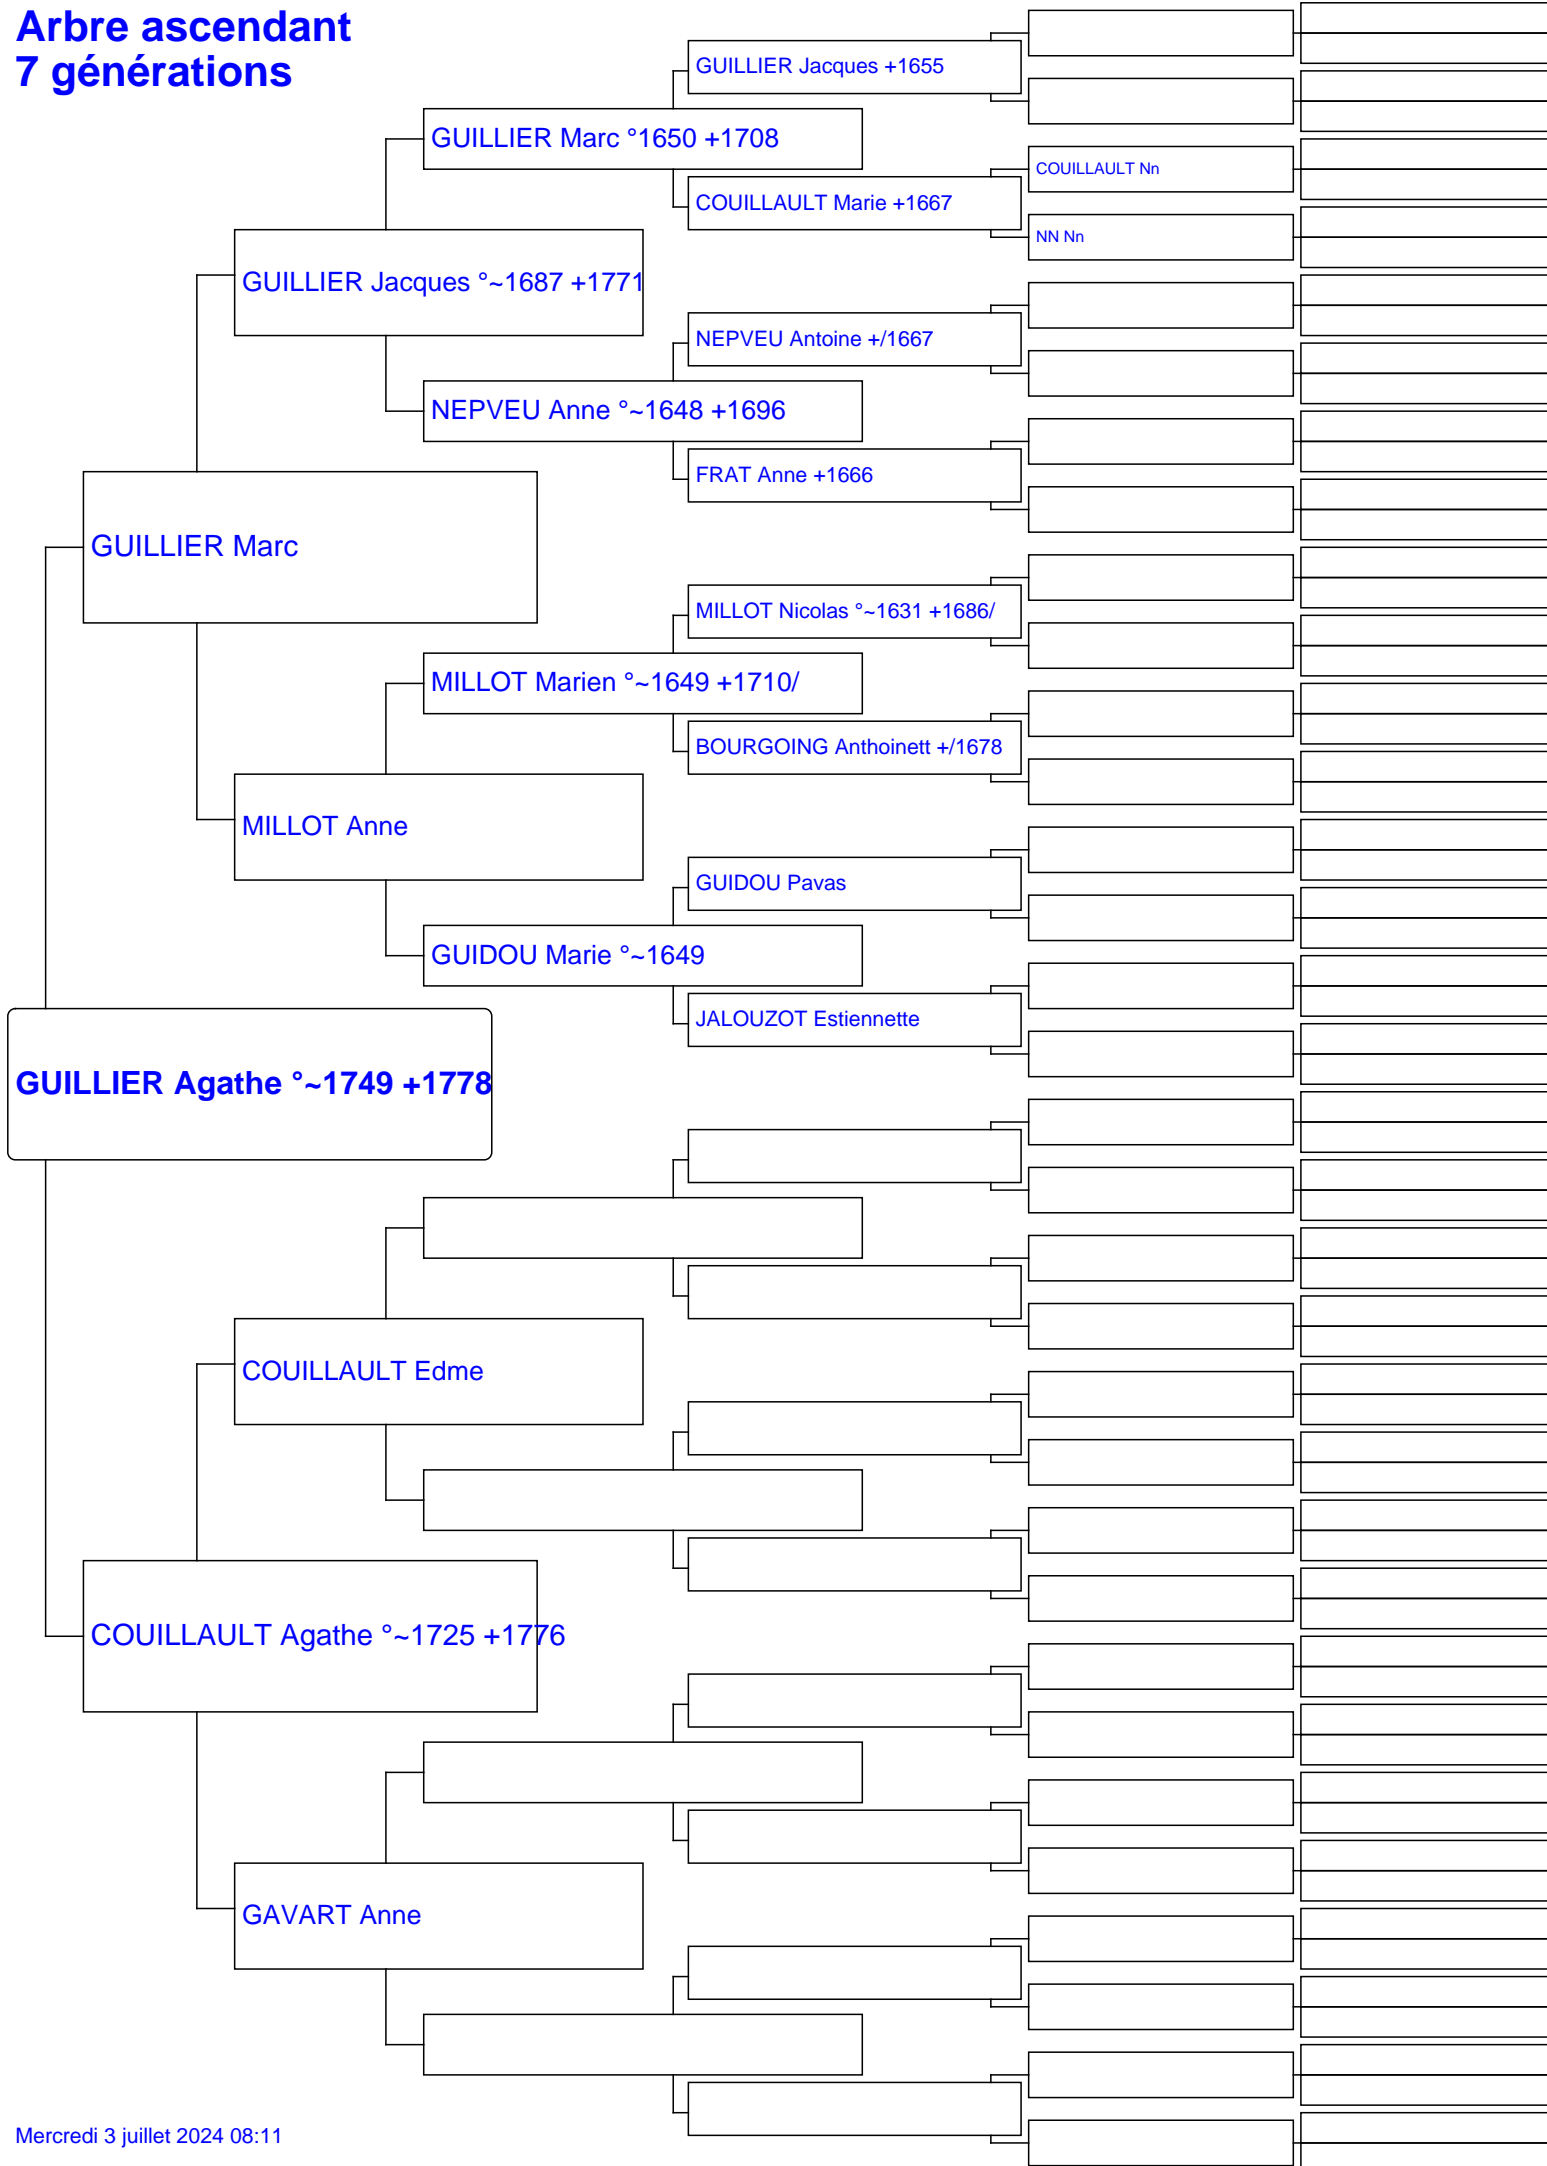 Arbre ascendant
7 générations
GUILLIER Jacques +1655
GUILLIER Marc °1650 +1708
COUILLAULT Nn
COUILLAULT Marie +1667
NN Nn
GUILLIER Jacques °~1687 +1771
NEPVEU Antoine +/1667
NEPVEU Anne °~1648 +1696
FRAT Anne +1666
GUILLIER Marc
MILLOT Nicolas °~1631 +1686/
MILLOT Marien °~1649 +1710/
BOURGOING Anthoinett +/1678
MILLOT Anne
GUIDOU Pavas
GUIDOU Marie °~1649
JALOUZOT Estiennette
GUILLIER Agathe °~1749 +1778
COUILLAULT Edme
COUILLAULT Agathe °~1725 +1776
GAVART Anne
Mercredi 3 juillet 2024 08:11